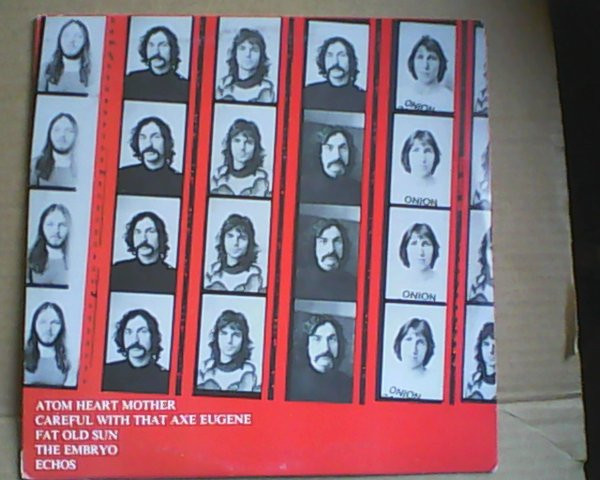 ONION
ONION
ONION
ONION
ATOM HEART MOTHER
CAREFUL WITH THAT AXE EUGENE
FAT OLD SUN
THE EMBRYO
ECHOS